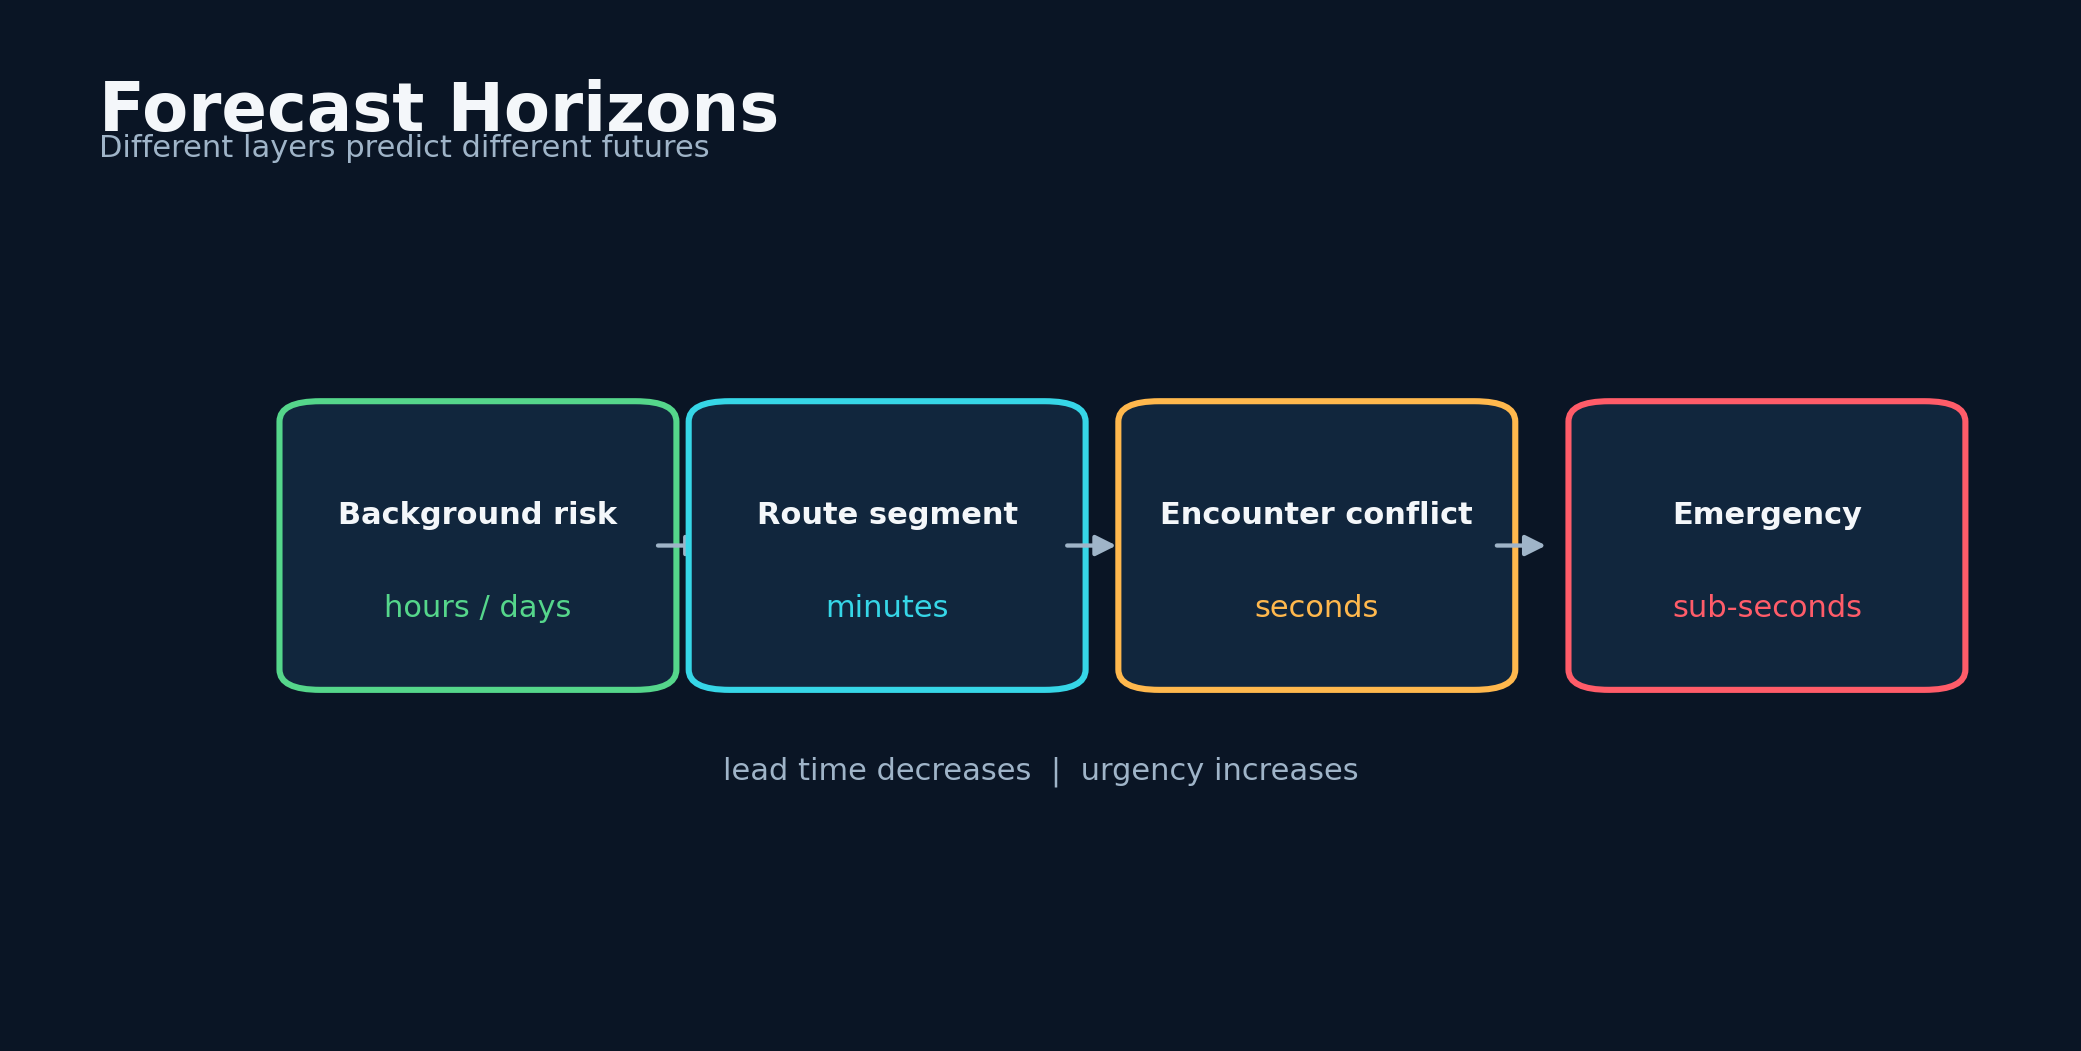 Forecast Horizons
Different layers predict different futures
Background risk
hours / days
Route segment
minutes
Encounter conflict
seconds
Emergency
sub-seconds
lead time decreases | urgency increases